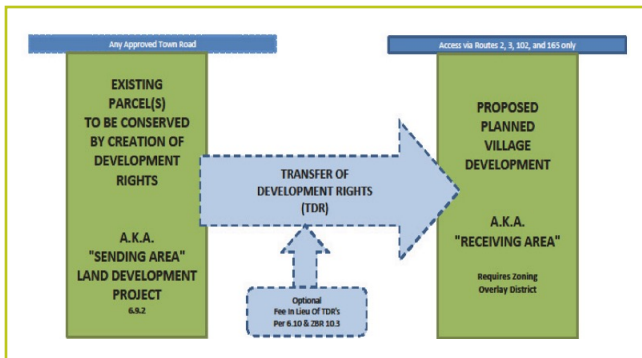 Any Approved Town Road
Access via Routes 2, 3, 102, and 165 only
EXISTING
PARCEL(S)
TO BE CONSERVED
BY CREATION OF
DEVELOPMENT
RIGHTS
A.K.A.
"SENDING AREA"
LAND DEVELOPMENT
PROJECT
6.9.2
TRANSFER OF
DEVELOPMENT RIGHTS
(TDR)
Optional
Fee In Lieu Of TDR's
Per 6.10 & ZBR 10.3
PROPOSED
PLANNED
VILLAGE
DEVELOPMENT
A.K.A.
"RECEIVING AREA"
Requires Zoning
Overlay District